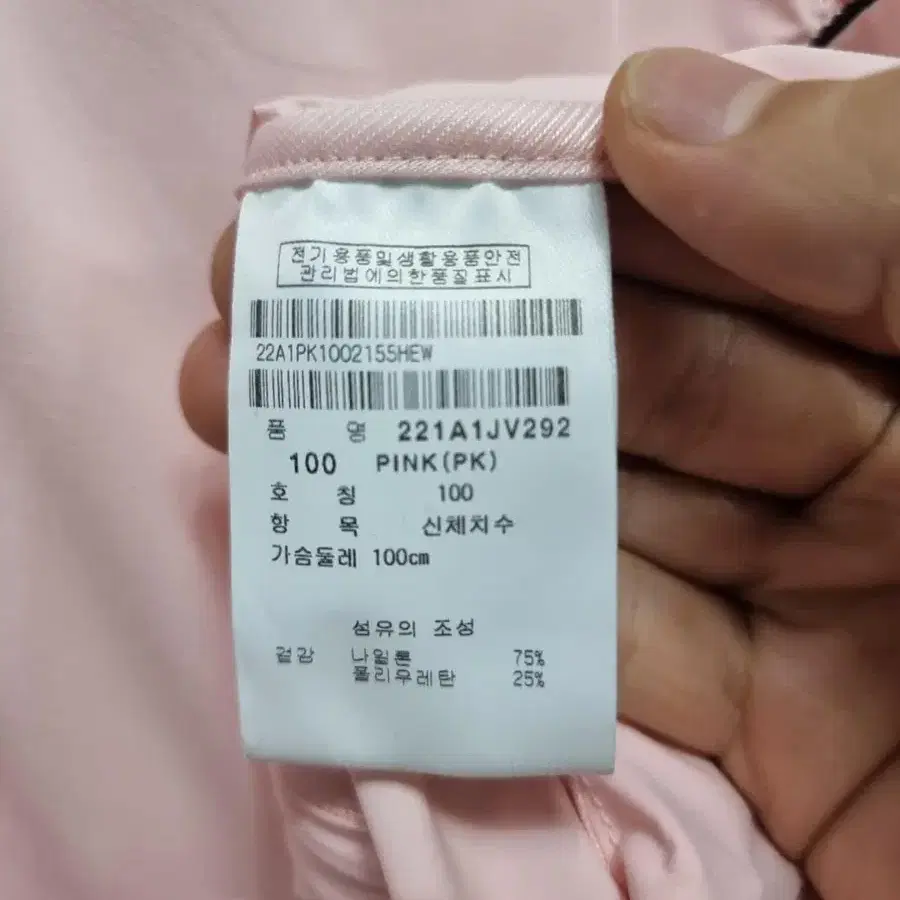 전기용품및생활용품안전
관리법에의한품질표시
22A1PK1002155HEW
품 명 221A1JV292
100 PINK(PK)
호 칭 100
항 목 신체치수
가슴둘레 100cm
섬유의 조성
겉감 나일론 75%
폴리우레탄 25%